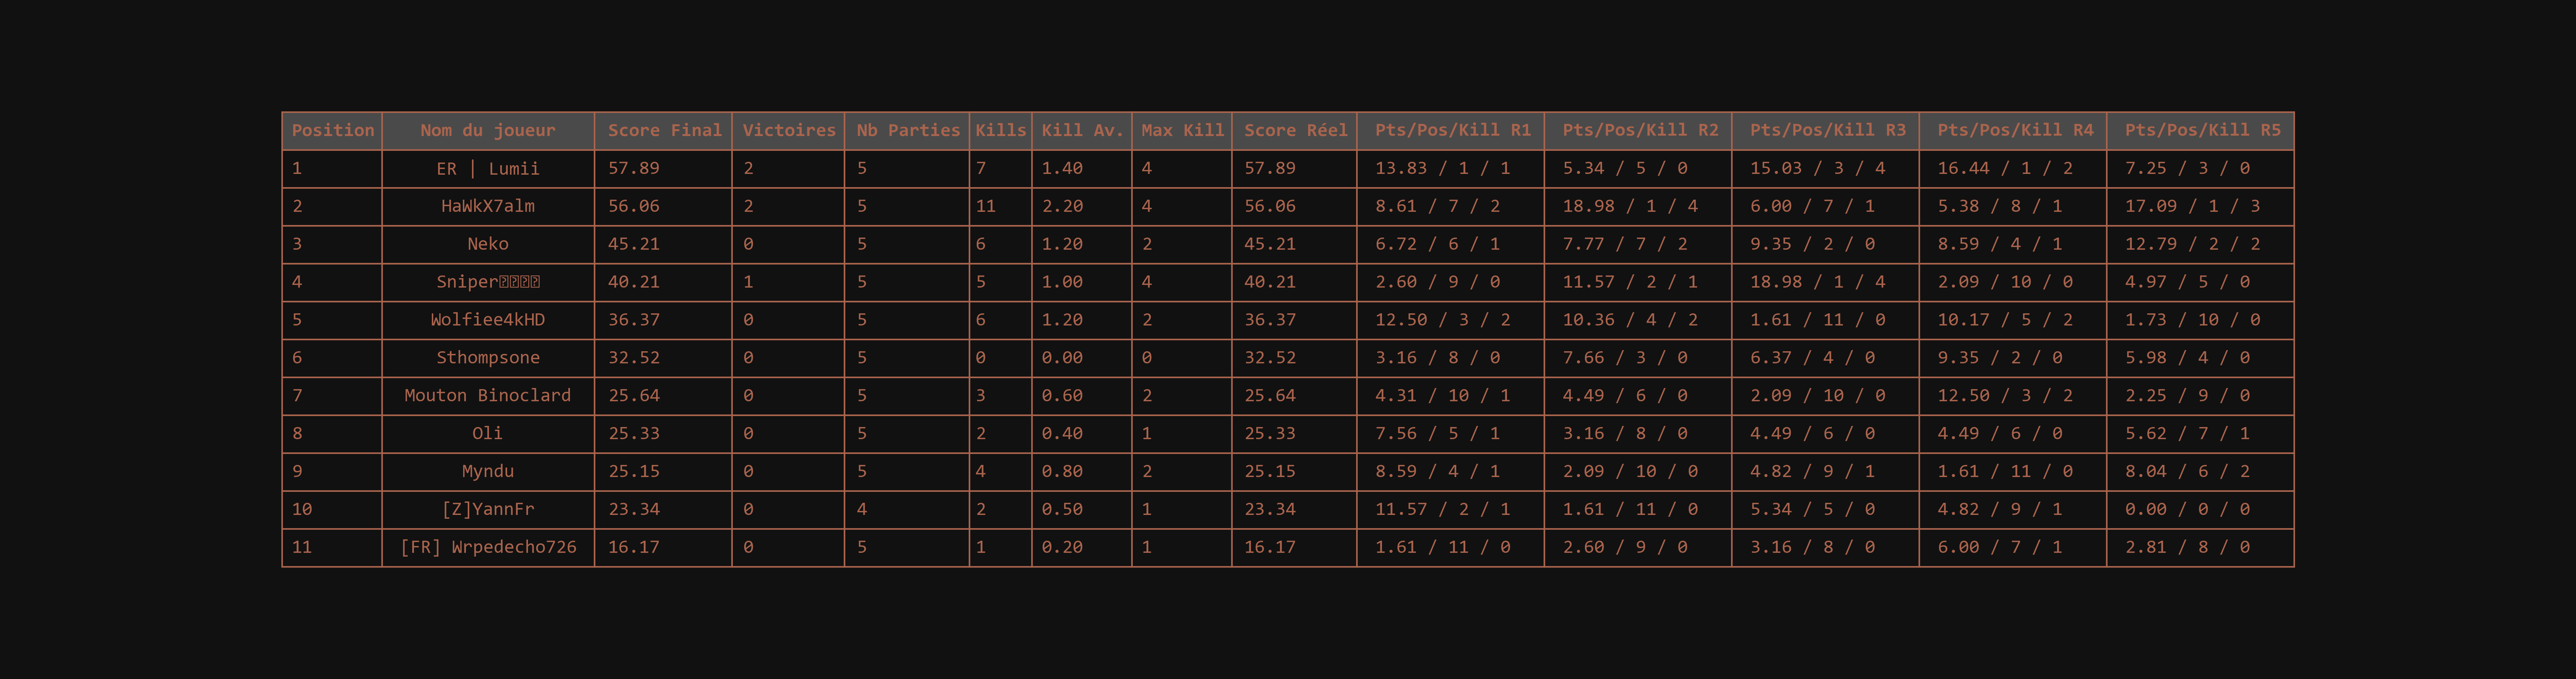 Position Nom du joueur Score Final Victoires Nb Parties Kills Kill Av. Max Kill Score Réel Pts/Pos/Kill R1 Pts/Pos/Kill R2 Pts/Pos/Kill R3 Pts/Pos/Kill R4 Pts/Pos/Kill R5
1 ER | Lumii 57.89 2 5 7 1.40 4 57.89 13.83 / 1 / 1 5.34 / 5 / 0 15.03 / 3 / 4 16.44 / 1 / 2 7.25 / 3 / 0
2 HaWkX7alm 56.06 2 5 11 2.20 4 56.06 8.61 / 7 / 2 18.98 / 1 / 4 6.00 / 7 / 1 5.38 / 8 / 1 17.09 / 1 / 3
3 Neko 45.21 0 5 6 1.20 2 45.21 6.72 / 6 / 1 7.77 / 7 / 2 9.35 / 2 / 0 8.59 / 4 / 1 12.79 / 2 / 2
4 Sniper 40.21 1 5 5 1.00 4 40.21 2.60 / 9 / 0 11.57 / 2 / 1 18.98 / 1 / 4 2.09 / 10 / 0 4.97 / 5 / 0
5 Wolfiee4kHD 36.37 0 5 6 1.20 2 36.37 12.50 / 3 / 2 10.36 / 4 / 2 1.61 / 11 / 0 10.17 / 5 / 2 1.73 / 10 / 0
6 Sthompsone 32.52 0 5 0 0.00 0 32.52 3.16 / 8 / 0 7.66 / 3 / 0 6.37 / 4 / 0 9.35 / 2 / 0 5.98 / 4 / 0
7 Mouton Binoclard 25.64 0 5 3 0.60 2 25.64 4.31 / 10 / 1 4.49 / 6 / 0 2.09 / 10 / 0 12.50 / 3 / 2 2.25 / 9 / 0
8 Oli 25.33 0 5 2 0.40 1 25.33 7.56 / 5 / 1 3.16 / 8 / 0 4.49 / 6 / 0 4.49 / 6 / 0 5.62 / 7 / 1
9 Myndu 25.15 0 5 4 0.80 2 25.15 8.59 / 4 / 1 2.09 / 10 / 0 4.82 / 9 / 1 1.61 / 11 / 0 8.04 / 6 / 2
10 [Z]YannFr 23.34 0 4 2 0.50 1 23.34 11.57 / 2 / 1 1.61 / 11 / 0 5.34 / 5 / 0 4.82 / 9 / 1 0.00 / 0 / 0
11 [FR] Wrpedecho726 16.17 0 5 1 0.20 1 16.17 1.61 / 11 / 0 2.60 / 9 / 0 3.16 / 8 / 0 6.00 / 7 / 1 2.81 / 8 / 0